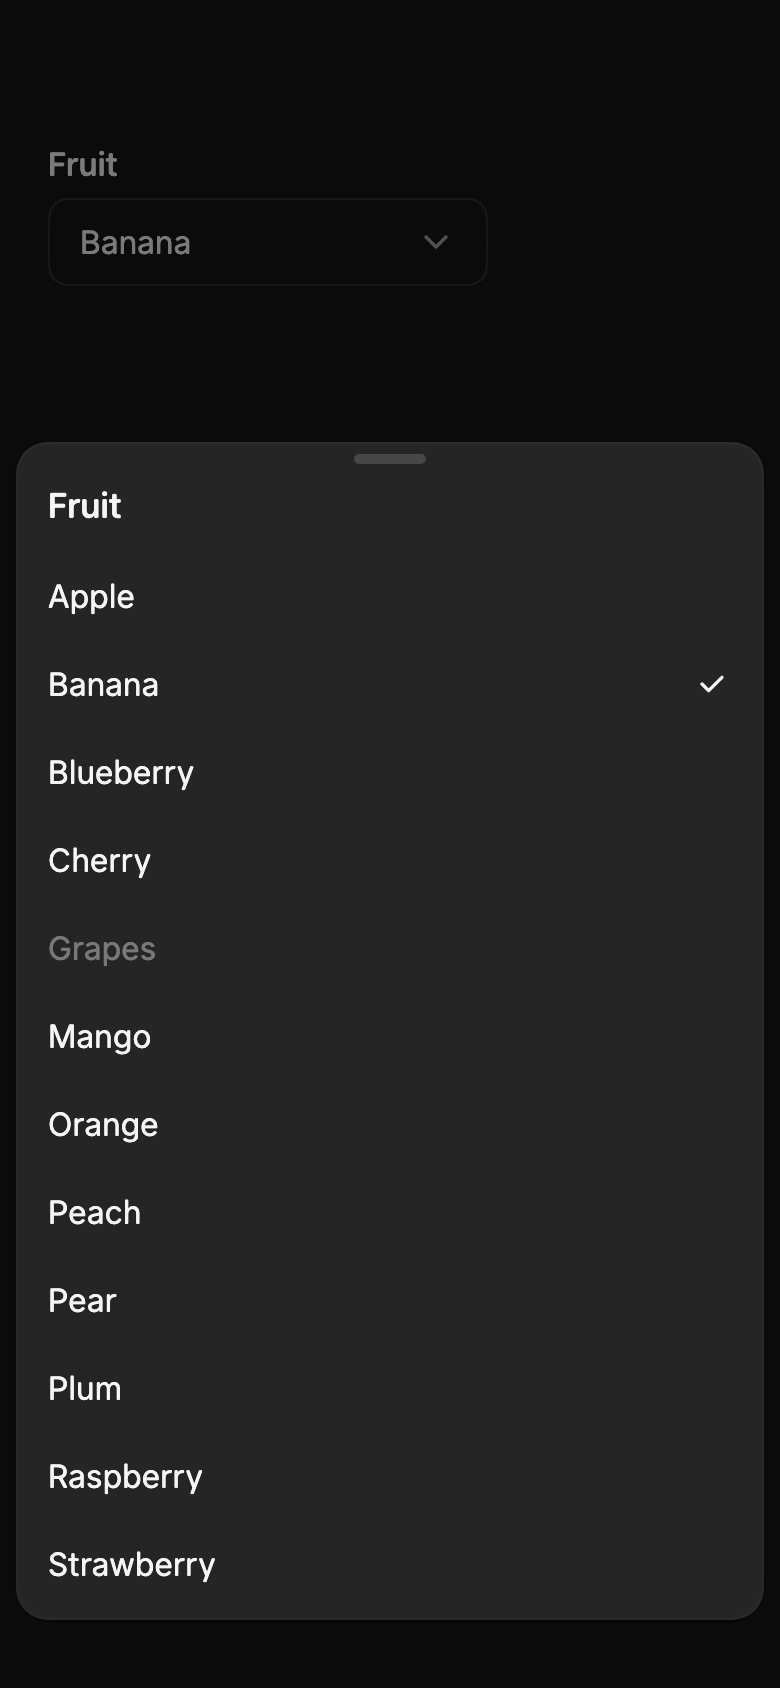 Fruit
Banana
Fruit
Apple
Banana
Blueberry
Cherry
Grapes
Mango
Orange
Peach
Pear
Plum
Raspberry
Strawberry